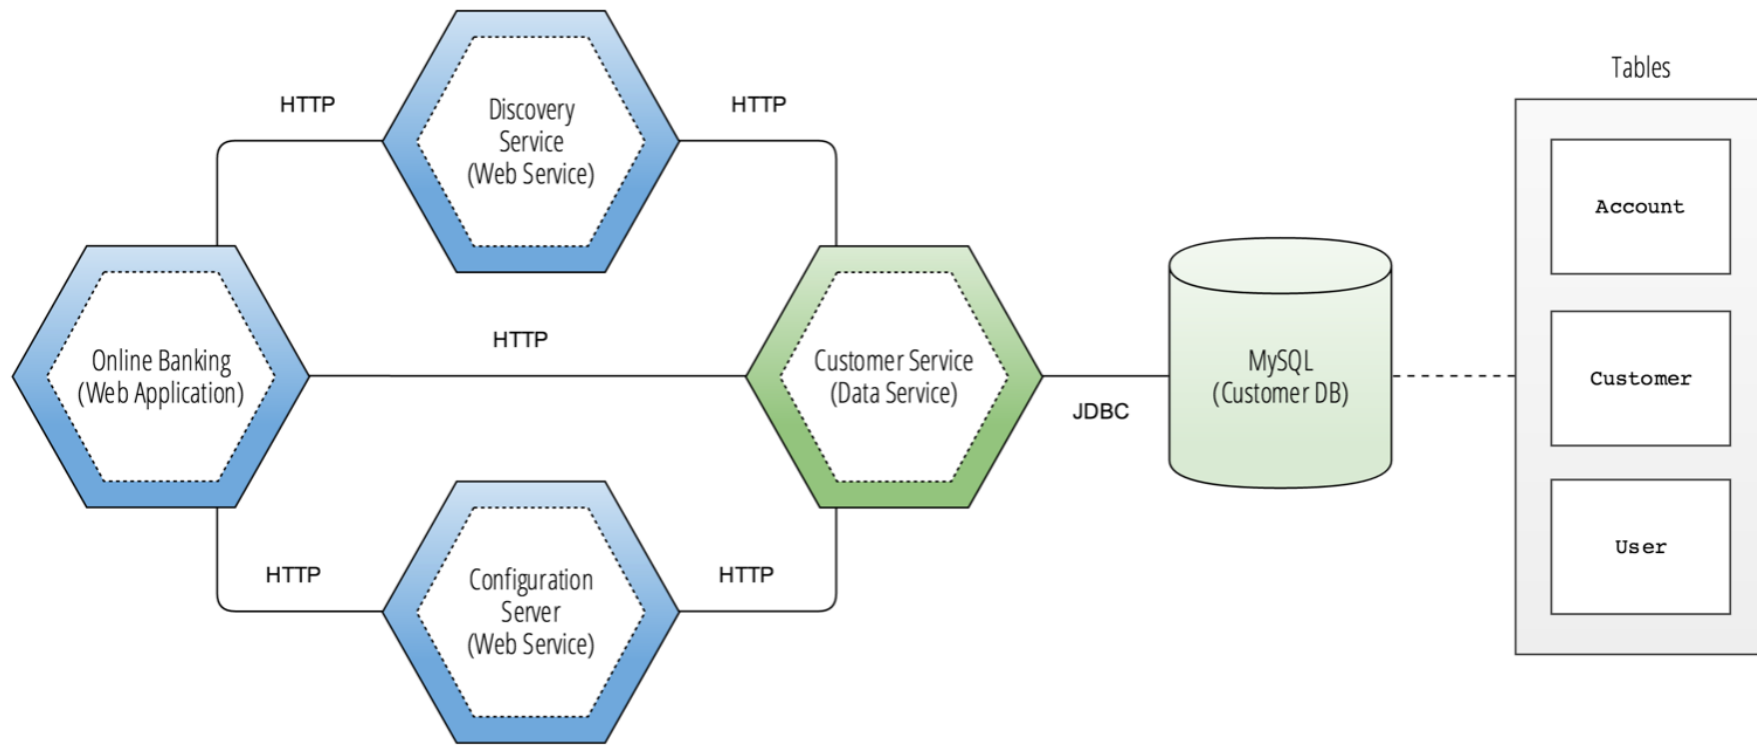 Tables
HTTP
Discovery
Service
(Web Service)
HTTP
Account
Online Banking
(Web Application)
HTTP
Customer Service
(Data Service)
JDBC
MySQL
(Customer DB)
Customer
HTTP
Configuration
Server
(Web Service)
HTTP
User